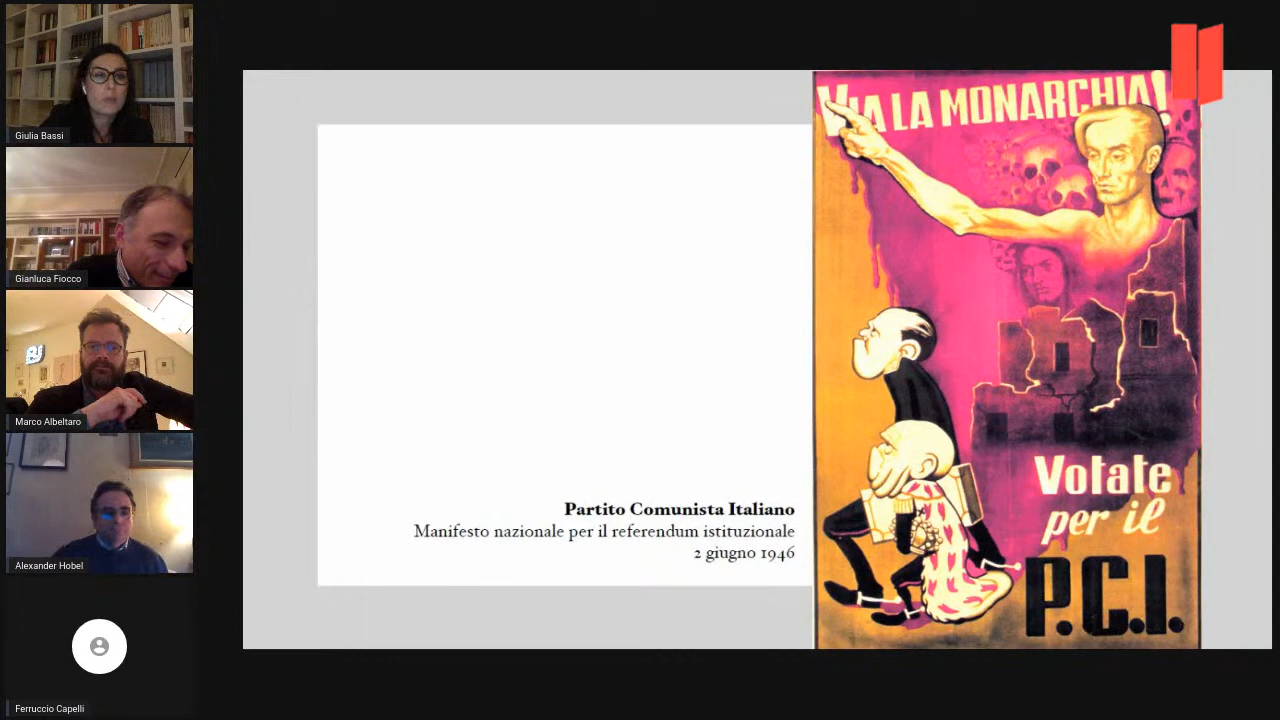 Giulia Bassi
Gianluca Fiocco
Marco Albeltaro
Alexander Hobel
Ferruccio Capelli
Partito Comunista Italiano
Manifesto nazionale per il referendum istituzionale
2 giugno 1946
VIA LA MONARCHIA!
Votate
per il
P.C.I.